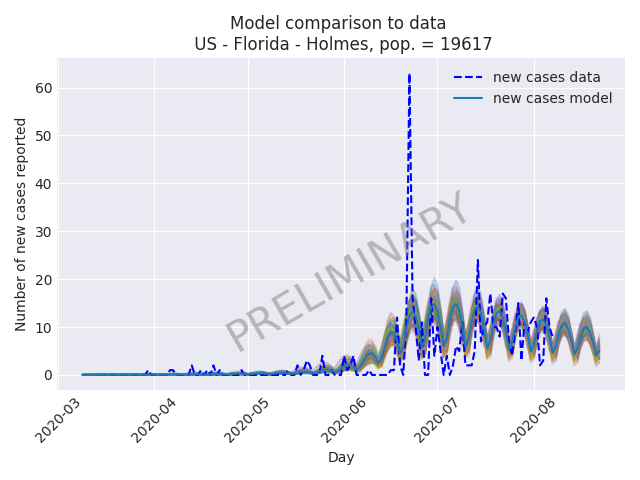 Model comparison to data
US - Florida - Holmes, pop. = 19617
new cases data
new cases model
PRELIMINARY
Number of new cases reported
60
50
40
30
20
10
0
2020-03
2020-04
2020-05
2020-06
2020-07
2020-08
Day